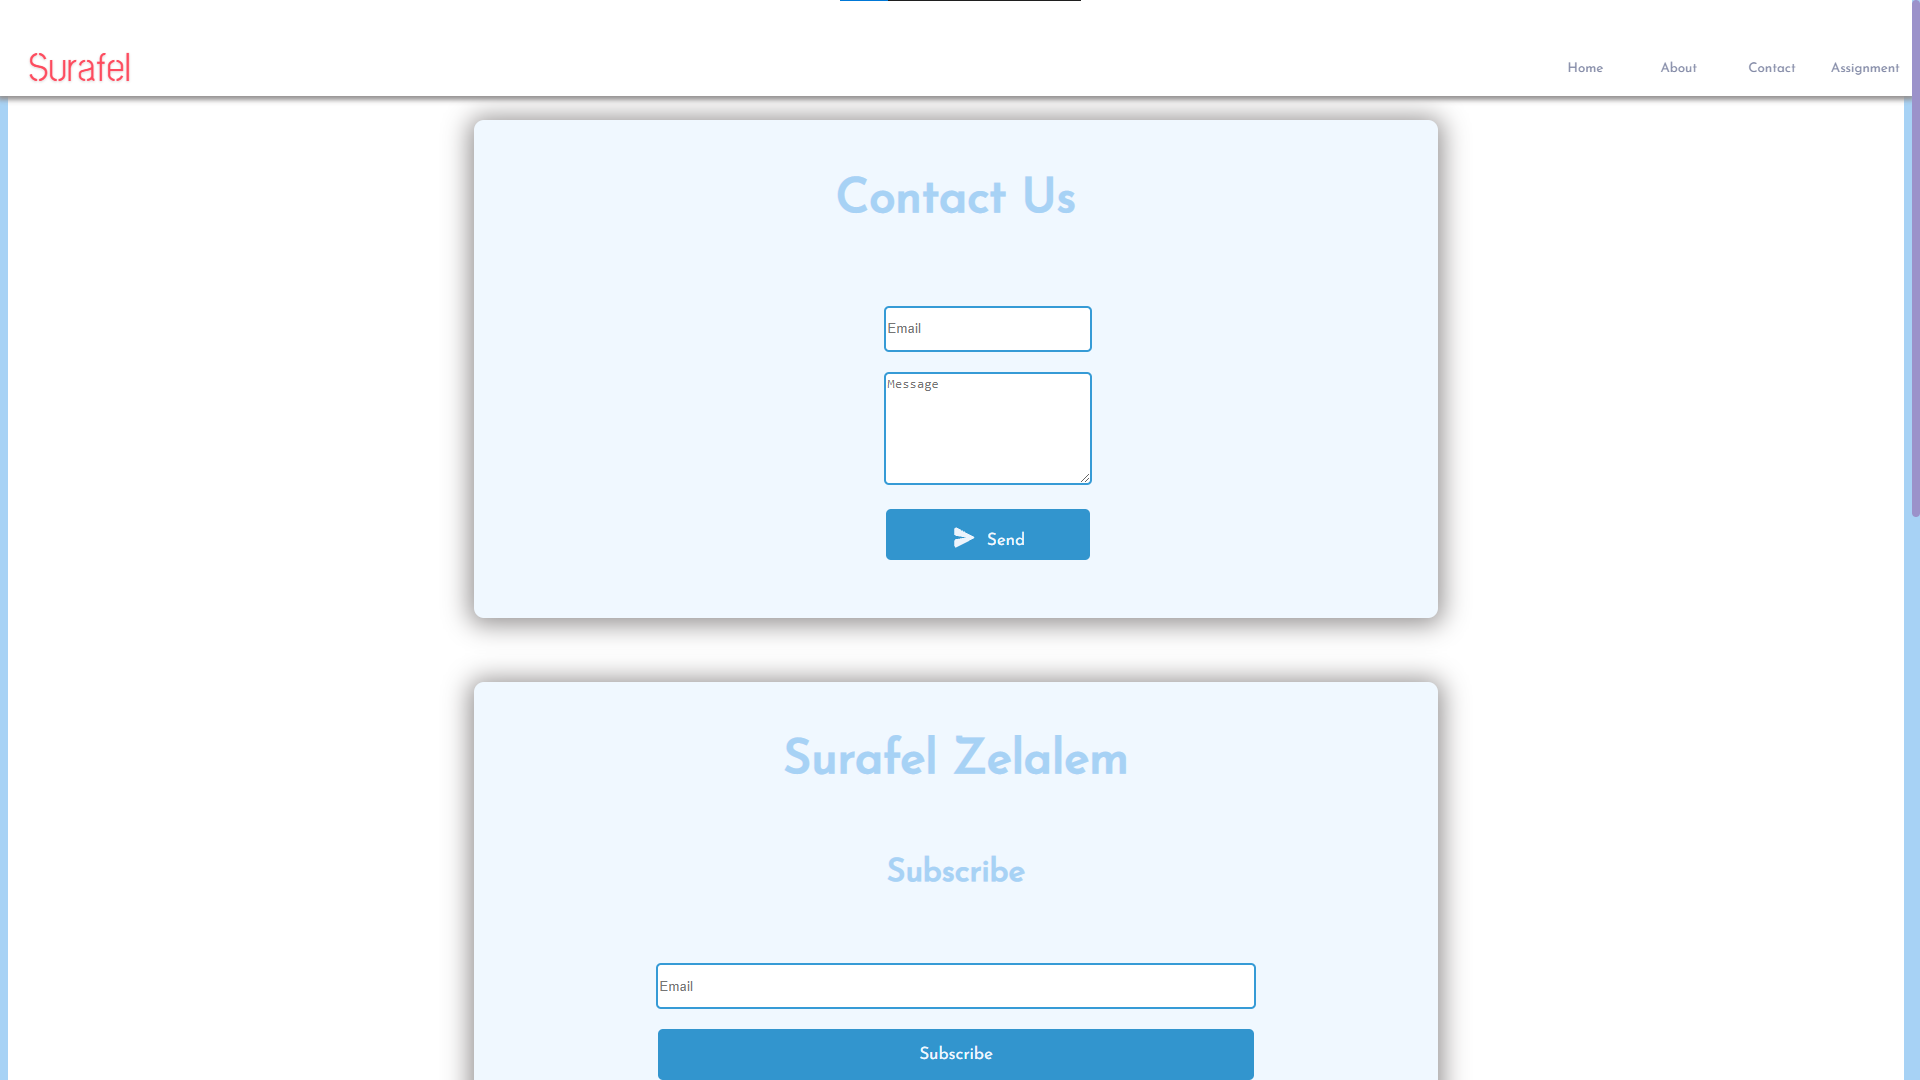 Surafel
Home About Contact Assignment
Contact Us
Email
Message
Send
Surafel Zelalem
Subscribe
Email
Subscribe